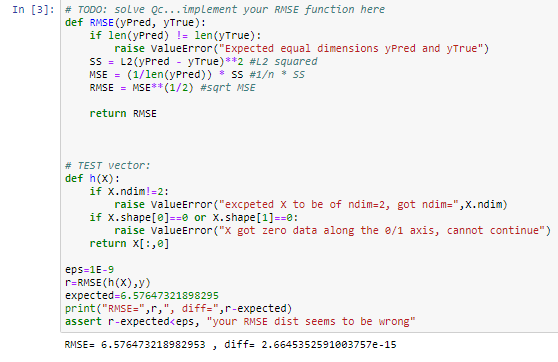 In [3]: # TODO: solve Qc...implement your RMSE function here
def RMSE(yPred, yTrue):
    if len(yPred) != len(yTrue):
        raise ValueError("Expected equal dimensions yPred and yTrue")
    SS = L2(yPred - yTrue)**2 #L2 squared
    MSE = (1/len(yPred)) * SS #1/n * SS
    RMSE = MSE**(1/2) #sqrt MSE
    return RMSE
# TEST vector:
def h(X):
    if X.ndim!=2:
        raise ValueError("excpeted X to be of ndim=2, got ndim=",X.ndim)
    if X.shape[0]==0 or X.shape[1]==0:
        raise ValueError("X got zero data along the 0/1 axis, cannot continue")
    return X[:,0]
eps=1E-9
r=RMSE(h(X),y)
expected=6.57647321898295
print("RMSE=",r,", diff=",r-expected)
assert r-expected<eps, "your RMSE dist seems to be wrong"
RMSE= 6.576473218982953 , diff= 2.6645352591003757e-15